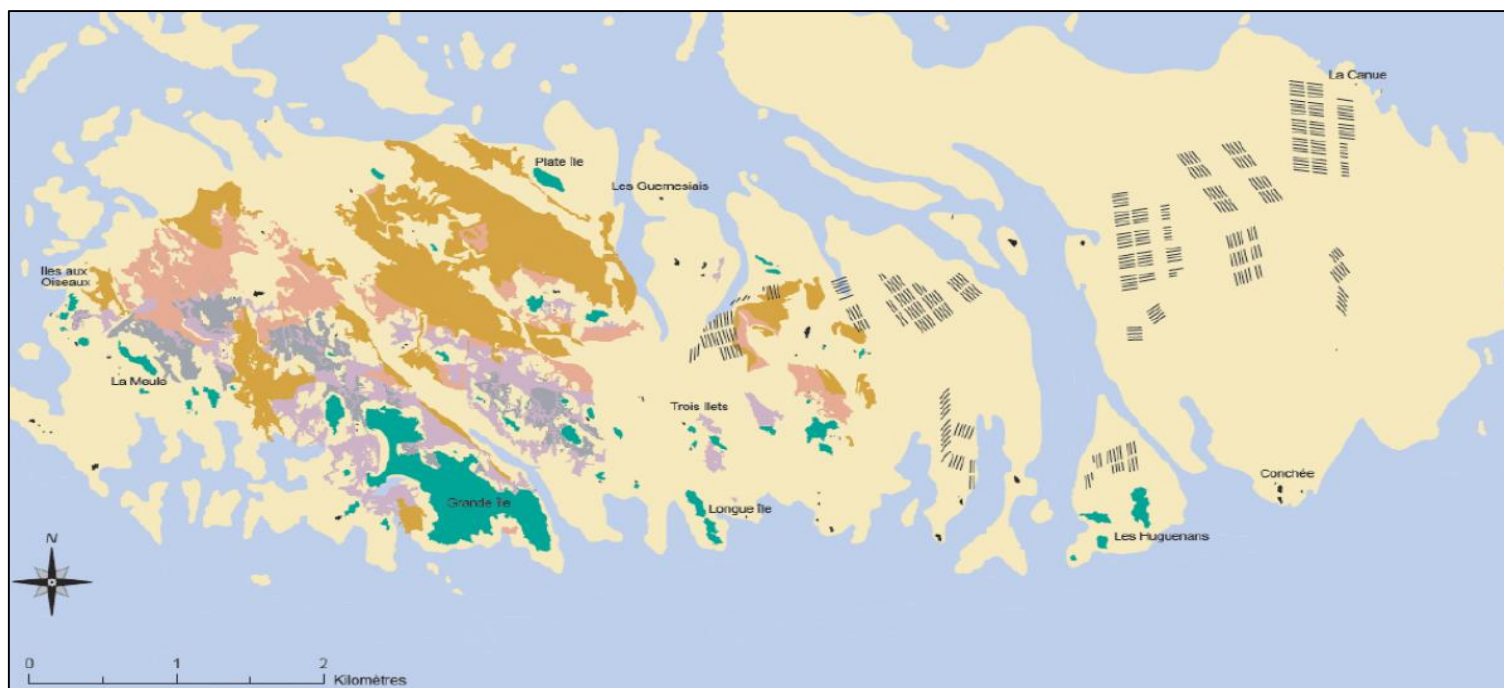 La Canue
Plate île
Les Guernesiais
Iles aux
Oiseaux
La Meule
Trois Ilets
Grande île
Longue île
Conchée
Les Huguenans
N
0 1 2
Kilomètres